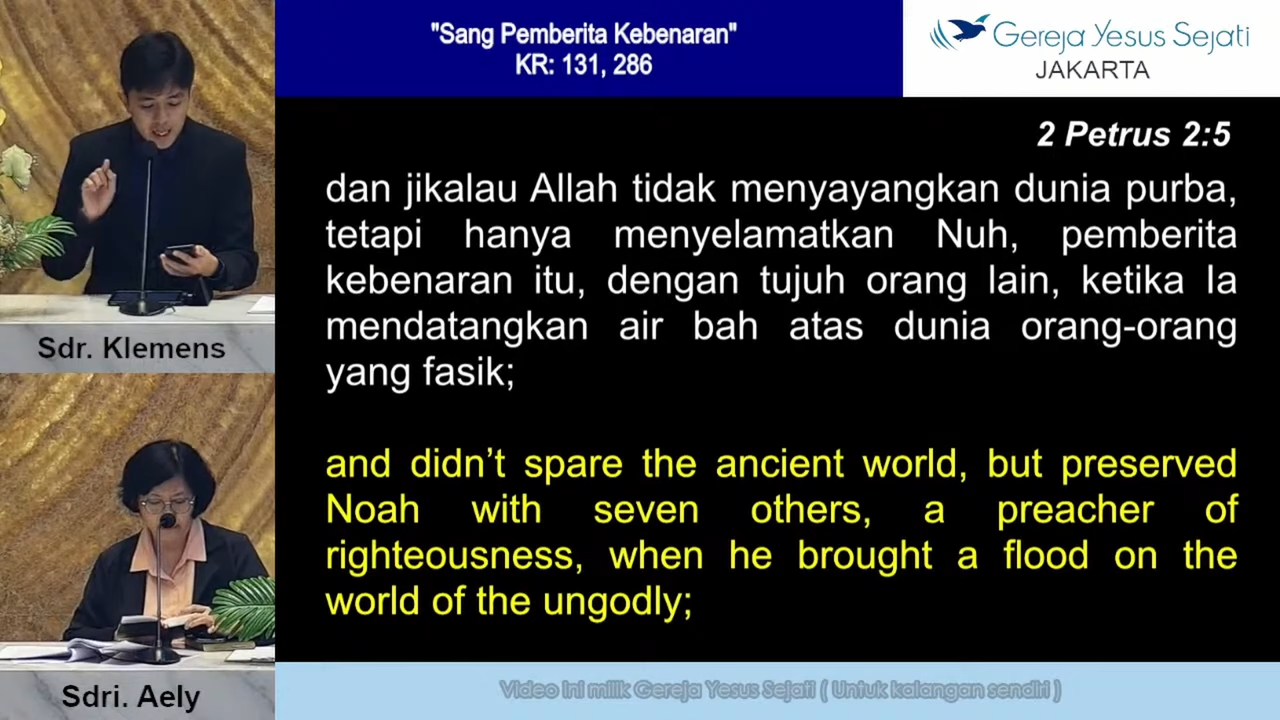 "Sang Pemberita Kebenaran"
KR: 131, 286
Gereja Yesus Sejati
JAKARTA
2 Petrus 2:5
dan jikalau Allah tidak menyayangkan dunia purba,
tetapi hanya menyelamatkan Nuh, pemberita
kebenaran itu, dengan tujuh orang lain, ketika Ia
mendatangkan air bah atas dunia orang-orang
yang fasik;
and didn't spare the ancient world, but preserved
Noah with seven others, a preacher of
righteousness, when he brought a flood on the
world of the ungodly;
Sdr. Klemens
Sdri. Aely
Video ini milik Gereja Yesus Sejati ( Untuk kalangan sendiri )